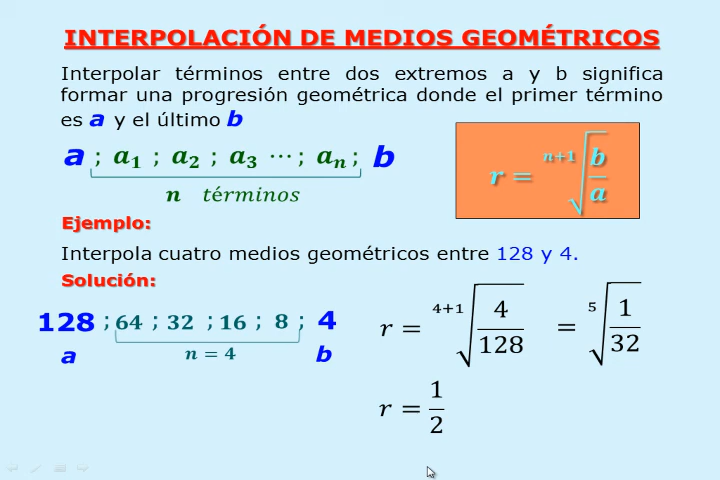 INTERPOLACIÓN DE MEDIOS GEOMÉTRICOS
Interpolar términos entre dos extremos a y b significa
formar una progresión geométrica donde el primer término
es a y el último b
a ; a₁ ; a₂ ; a₃ ⋯ ; aₙ ; b
n términos
r = ⁿ⁺¹√(b/a)
Ejemplo:
Interpola cuatro medios geométricos entre 128 y 4.
Solución:
128 ; 64 ; 32 ; 16 ; 8 ; 4
a n = 4 b
r = ⁴⁺¹√(4/128) = ⁵√(1/32)
r = 1/2